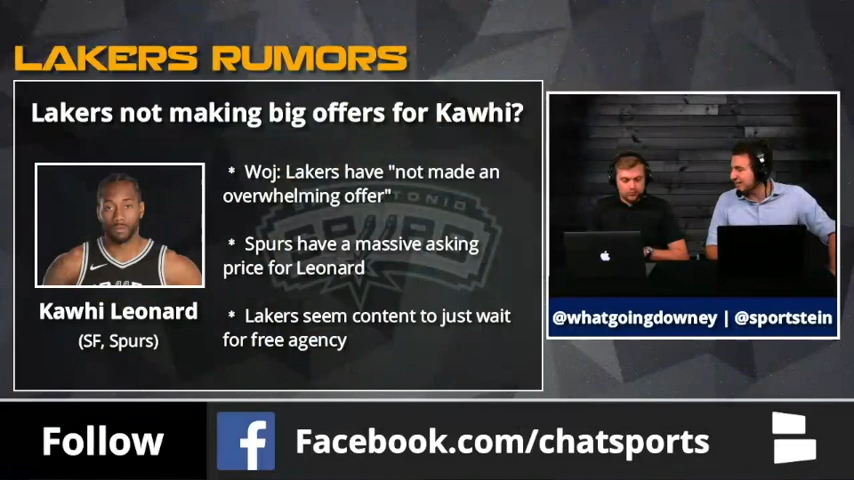 LAKERS RUMORS
Lakers not making big offers for Kawhi?
* Woj: Lakers have "not made an
overwhelming offer"
* Spurs have a massive asking
price for Leonard
* Lakers seem content to just wait
for free agency
Kawhi Leonard
(SF, Spurs)
@whatgoingdowney | @sportstein
Follow
Facebook.com/chatsports